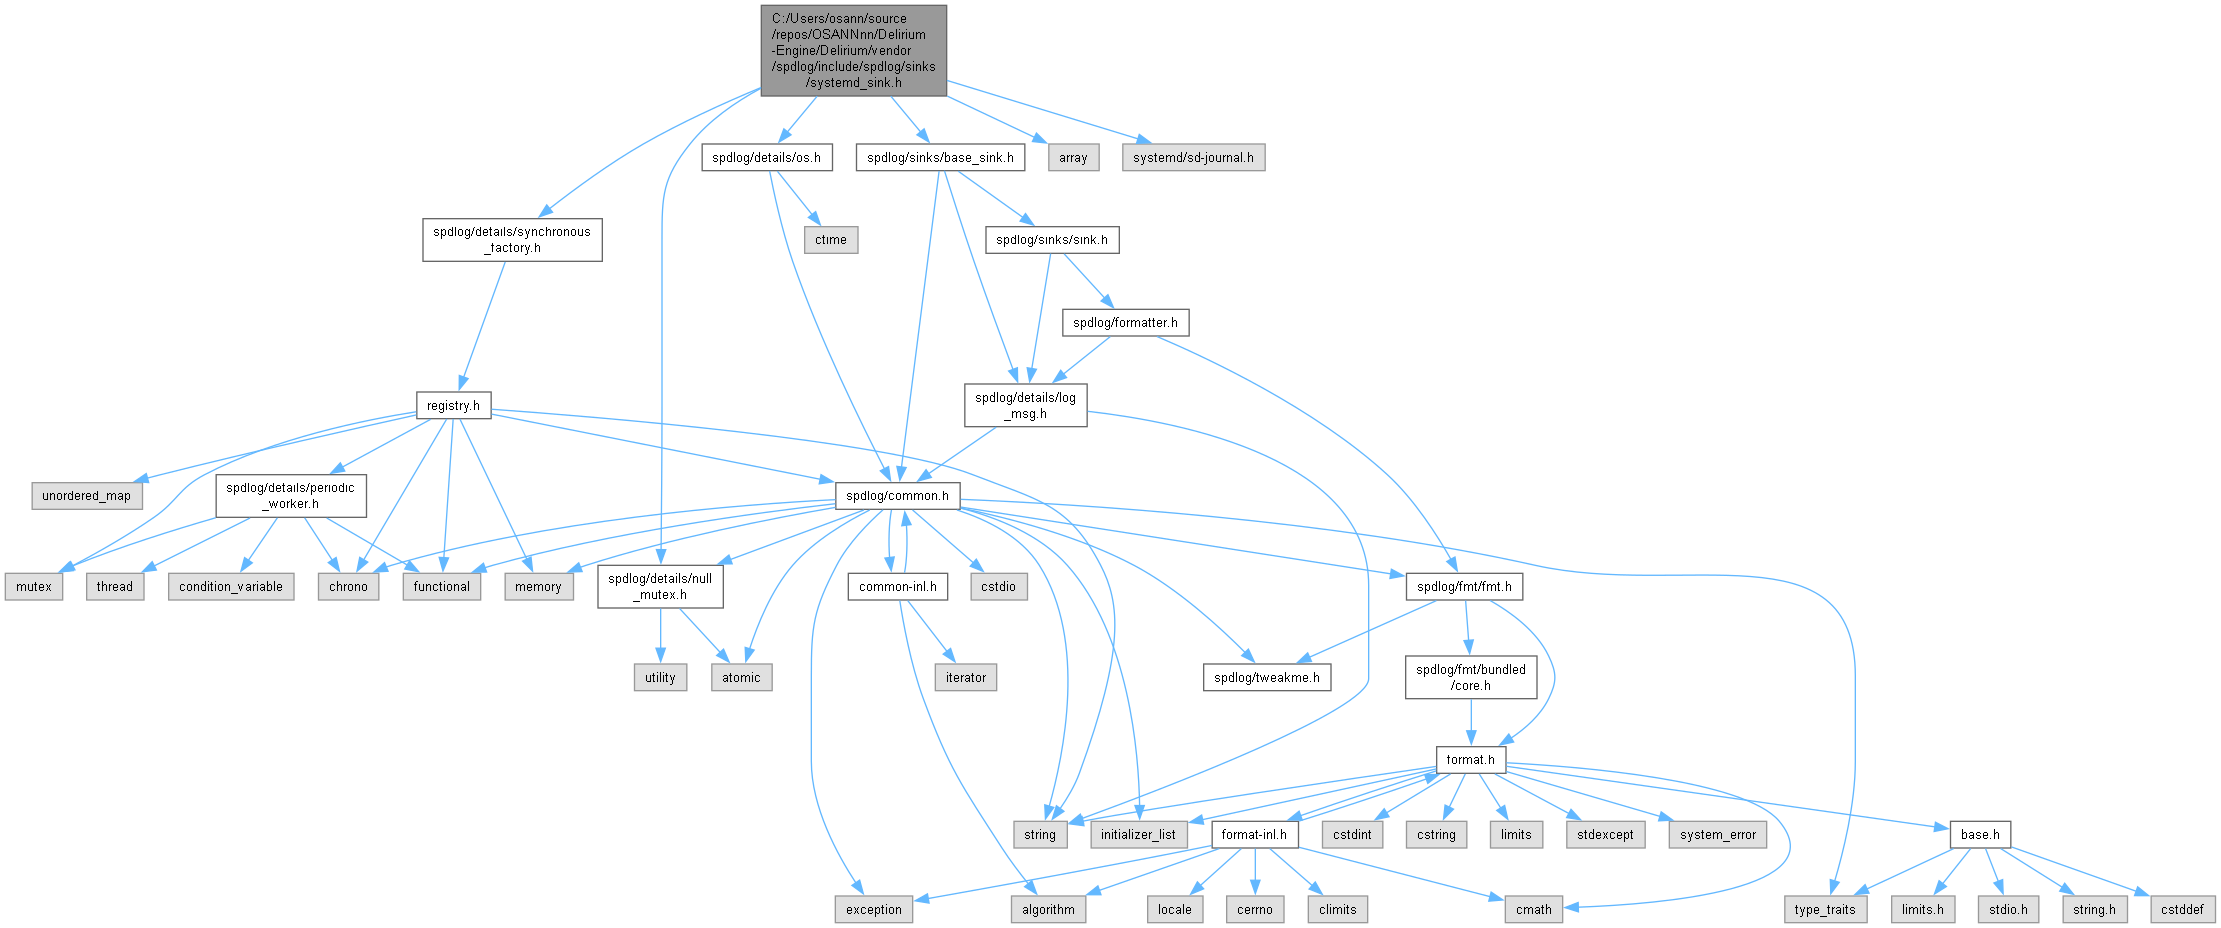 C:/Users/osann/source
/repos/OSANNnn/Delirium
-Engine/Delirium/vendor
/spdlog/include/spdlog/sinks
/systemd_sink.h
spdlog/details/os.h
spdlog/sinks/base_sink.h
array
systemd/sd-journal.h
spdlog/details/synchronous
_factory.h
ctime
spdlog/sinks/sink.h
spdlog/formatter.h
registry.h
spdlog/details/log
_msg.h
unordered_map
spdlog/details/periodic
_worker.h
spdlog/common.h
mutex
thread
condition_variable
chrono
functional
memory
spdlog/details/null
_mutex.h
common-inl.h
cstdio
spdlog/fmt/fmt.h
utility
atomic
iterator
spdlog/tweakme.h
spdlog/fmt/bundled
/core.h
format.h
string
initializer_list
format-inl.h
cstdint
cstring
limits
stdexcept
system_error
base.h
exception
algorithm
locale
cerrno
climits
cmath
type_traits
limits.h
stdio.h
string.h
cstddef